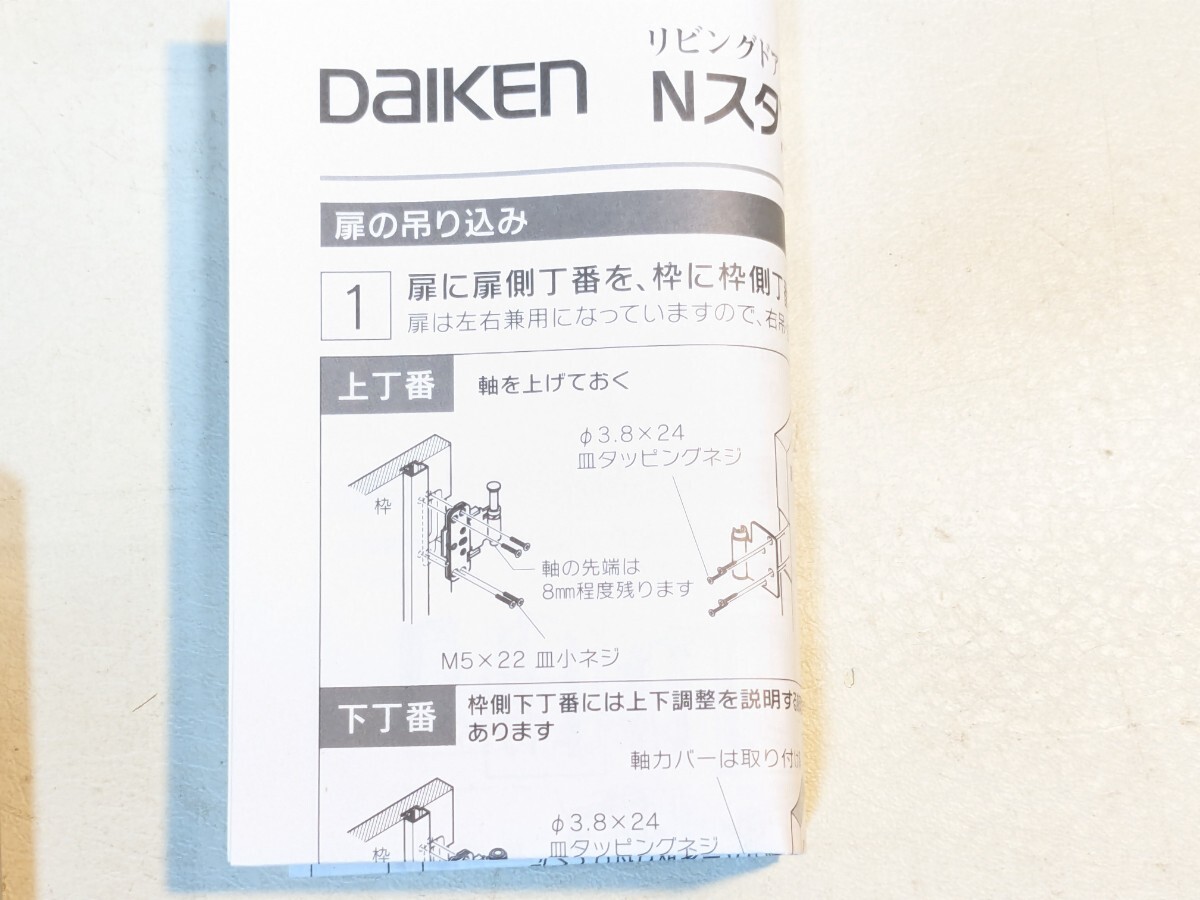 リビングドア
DAIKEN
Nスタ
扉の吊り込み
1
扉に扉側丁番を、枠に枠側丁
扉は左右兼用になっていますので、右吊
上丁番
軸を上げておく
φ3.8×24
皿タッピングネジ
枠
軸の先端は
8mm程度残ります
M5×22 皿小ネジ
下丁番
枠側下丁番には上下調整を説明する
あります
軸カバーは取り付け
φ3.8×24
皿タッピングネジ
枠